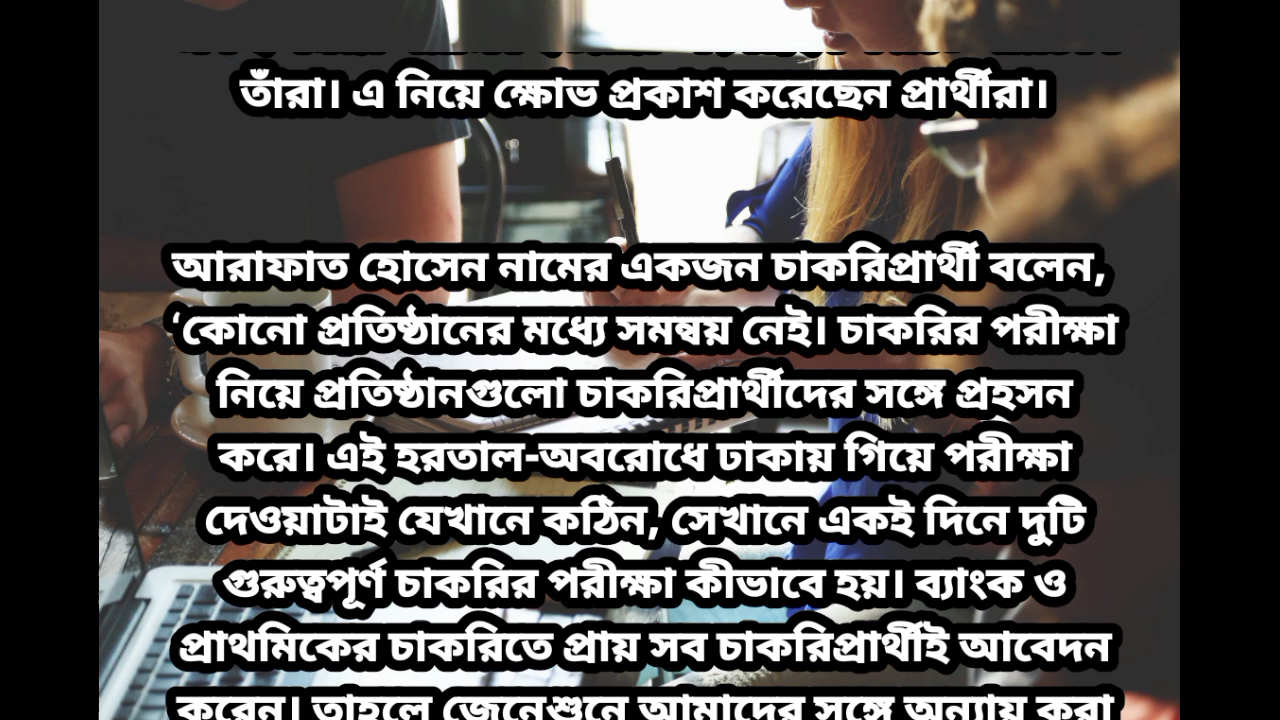 তাঁরা। এ নিয়ে ক্ষোভ প্রকাশ করেছেন প্রার্থীরা।
আরাফাত হোসেন নামের একজন চাকরিপ্রার্থী বলেন,
‘কোনো প্রতিষ্ঠানের মধ্যে সমন্বয় নেই। চাকরির পরীক্ষা
নিয়ে প্রতিষ্ঠানগুলো চাকরিপ্রার্থীদের সঙ্গে প্রহসন
করে। এই হরতাল-অবরোধে ঢাকায় গিয়ে পরীক্ষা
দেওয়াটাই যেখানে কঠিন, সেখানে একই দিনে দুটি
গুরুত্বপূর্ণ চাকরির পরীক্ষা কীভাবে হয়। ব্যাংক ও
প্রাথমিকের চাকরিতে প্রায় সব চাকরিপ্রার্থীই আবেদন
করেন। তাহলে জেনেশুনে আমাদের সঙ্গে অন্যায় করা